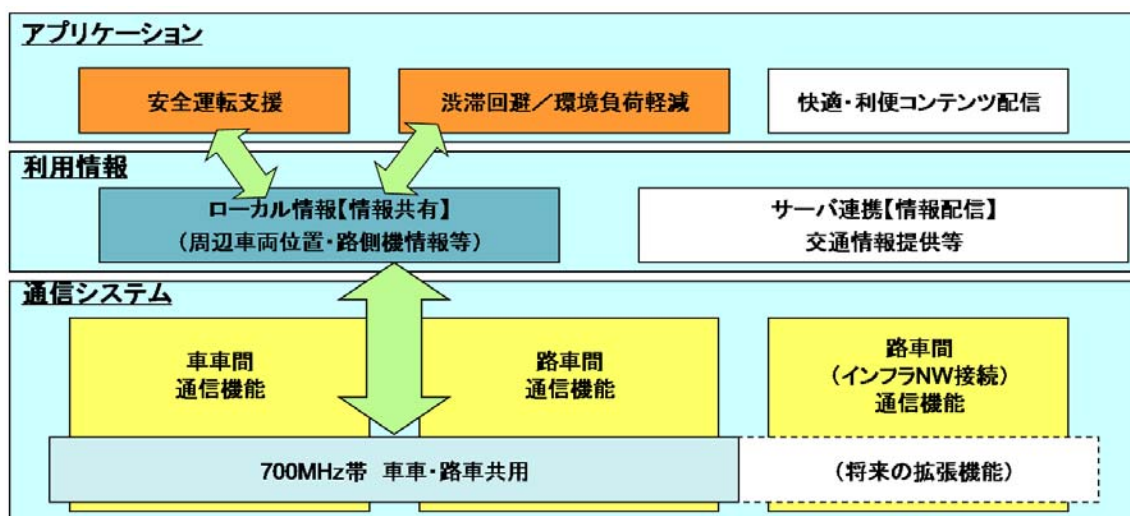 アプリケーション
安全運転支援
渋滞回避／環境負荷軽減
快適・利便コンテンツ配信
利用情報
ローカル情報【情報共有】
（周辺車両位置・路側機情報等）
サーバ連携【情報配信】
交通情報提供等
通信システム
車車間
通信機能
路車間
通信機能
路車間
（インフラNW接続）
通信機能
700MHz帯 車車・路車共用
（将来の拡張機能）